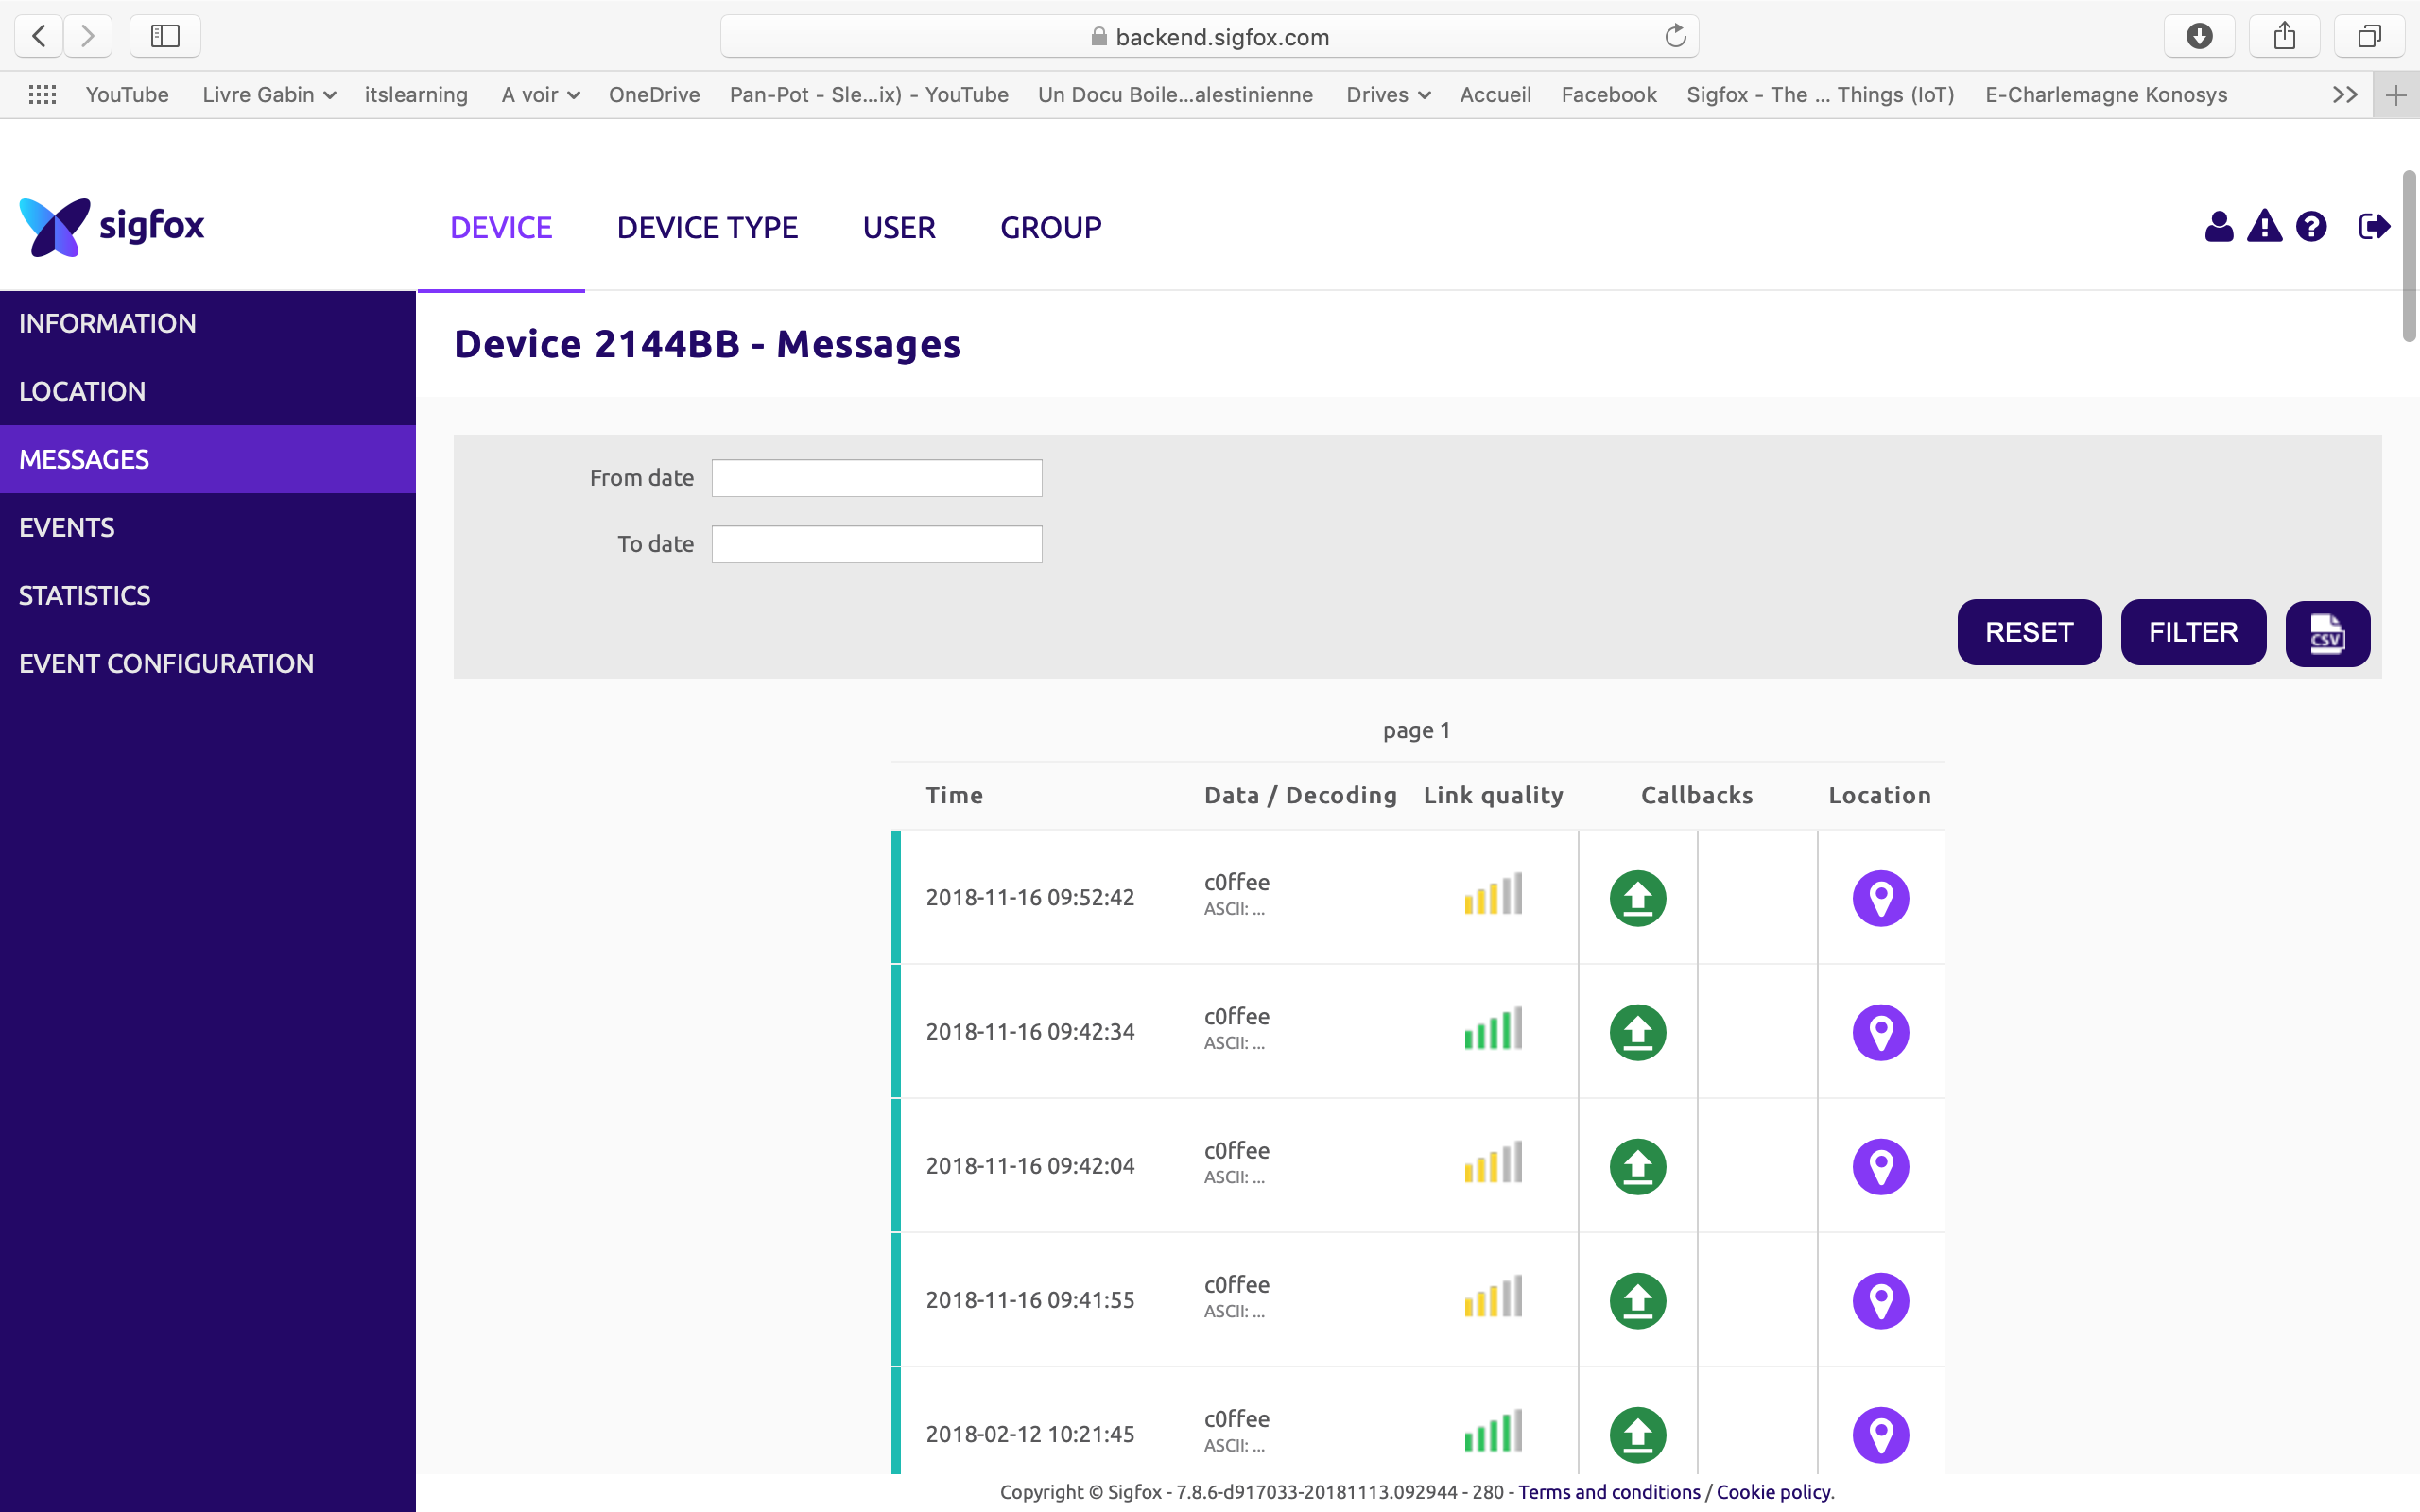 backend.sigfox.com
YouTube Livre Gabin itslearning A voir OneDrive Pan-Pot - Sle...ix) - YouTube Un Docu Boile...alestinienne Drives Accueil Facebook Sigfox - The ... Things (IoT) E-Charlemagne Konosys
sigfox DEVICE DEVICE TYPE USER GROUP
INFORMATION
LOCATION
MESSAGES
EVENTS
STATISTICS
EVENT CONFIGURATION
Device 2144BB - Messages
From date
To date
RESET FILTER CSV
page 1
Time Data / Decoding Link quality Callbacks Location
2018-11-16 09:52:42 c0ffee
ASCII: ...
2018-11-16 09:42:34 c0ffee
ASCII: ...
2018-11-16 09:42:04 c0ffee
ASCII: ...
2018-11-16 09:41:55 c0ffee
ASCII: ...
2018-02-12 10:21:45 c0ffee
ASCII: ...
Copyright © Sigfox - 7.8.6-d917033-20181113.092944 - 280 - Terms and conditions / Cookie policy.